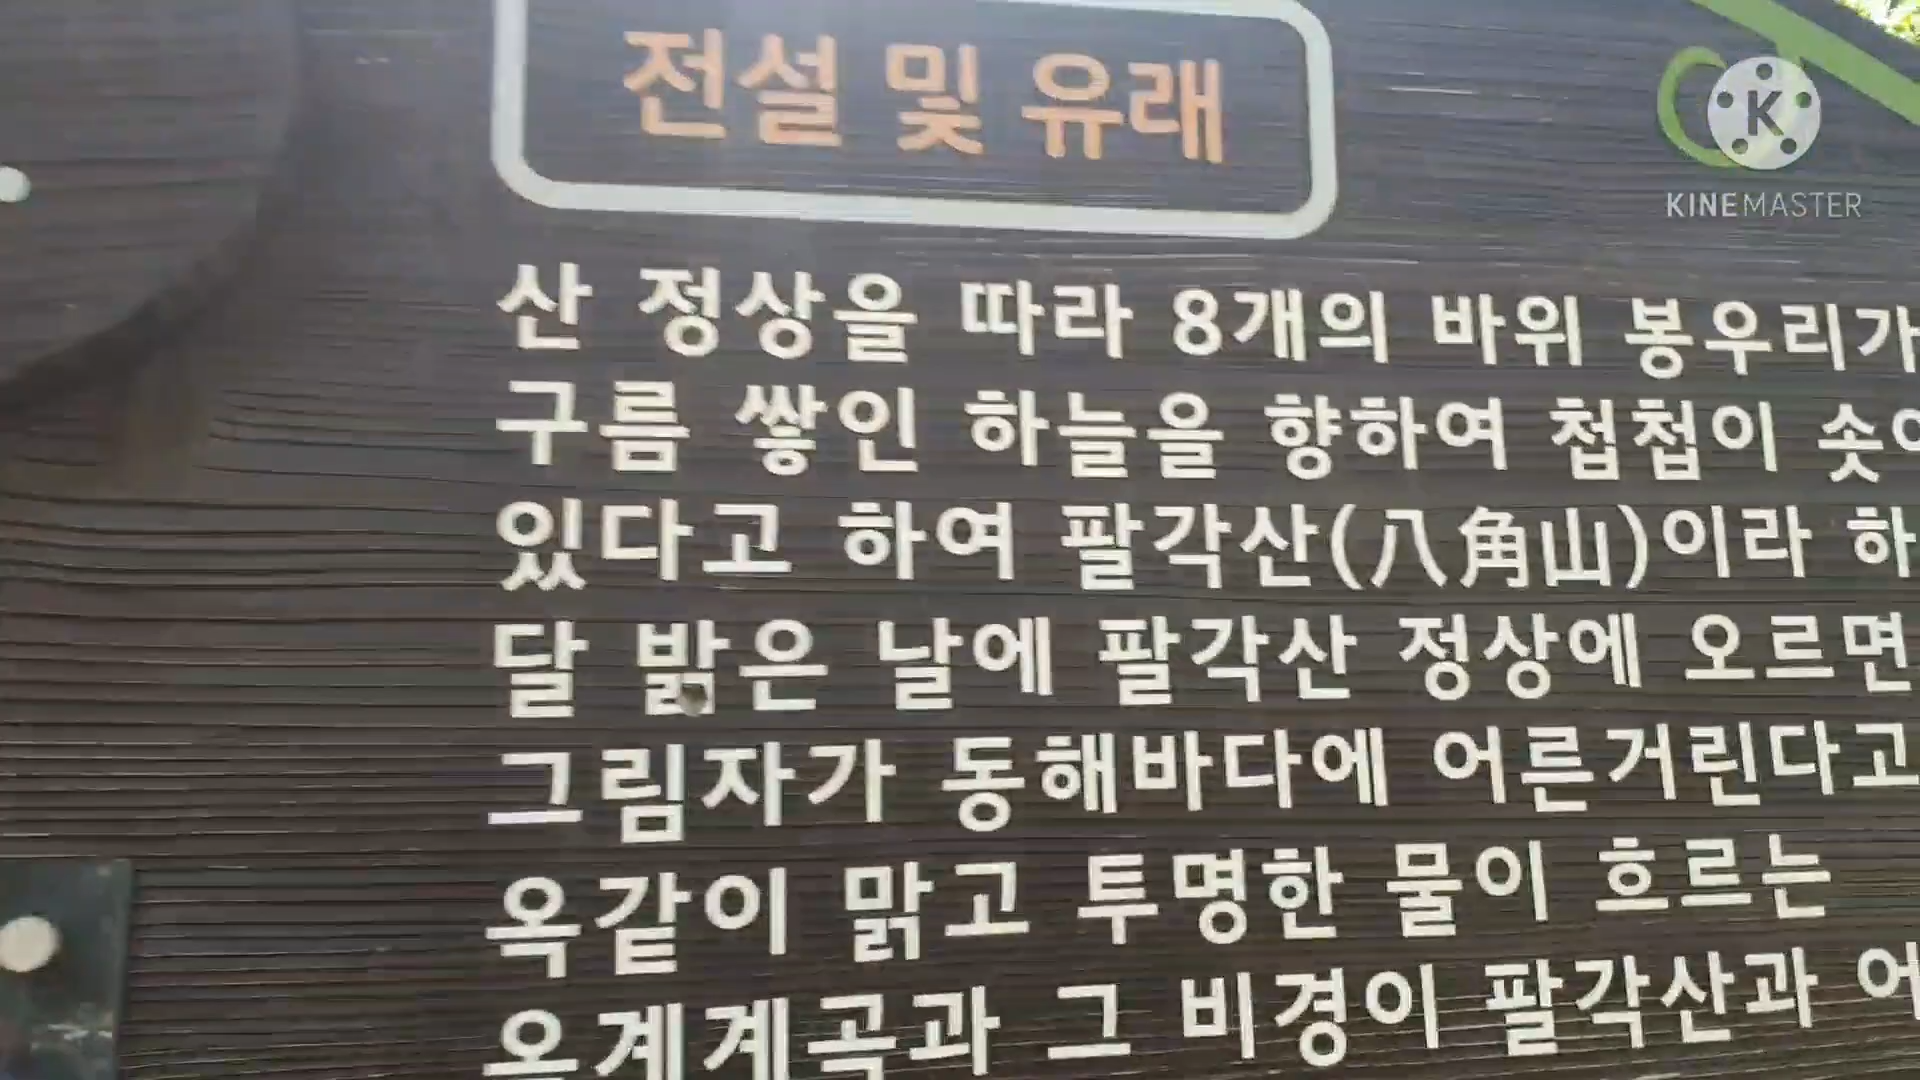 전설 및 유래
KINEMASTER
산 정상을 따라 8개의 바위 봉우리가
구름 쌓인 하늘을 향하여 첩첩이
있다고 하여 팔각산(八角山)이라 하
달 밝은 날에 팔각산 정상에 오르면
그림자가 동해바다에 어른거린다고
옥같이 맑고 투명한 물이 흐르는
옥계계곡과 그 비경이 팔각산과